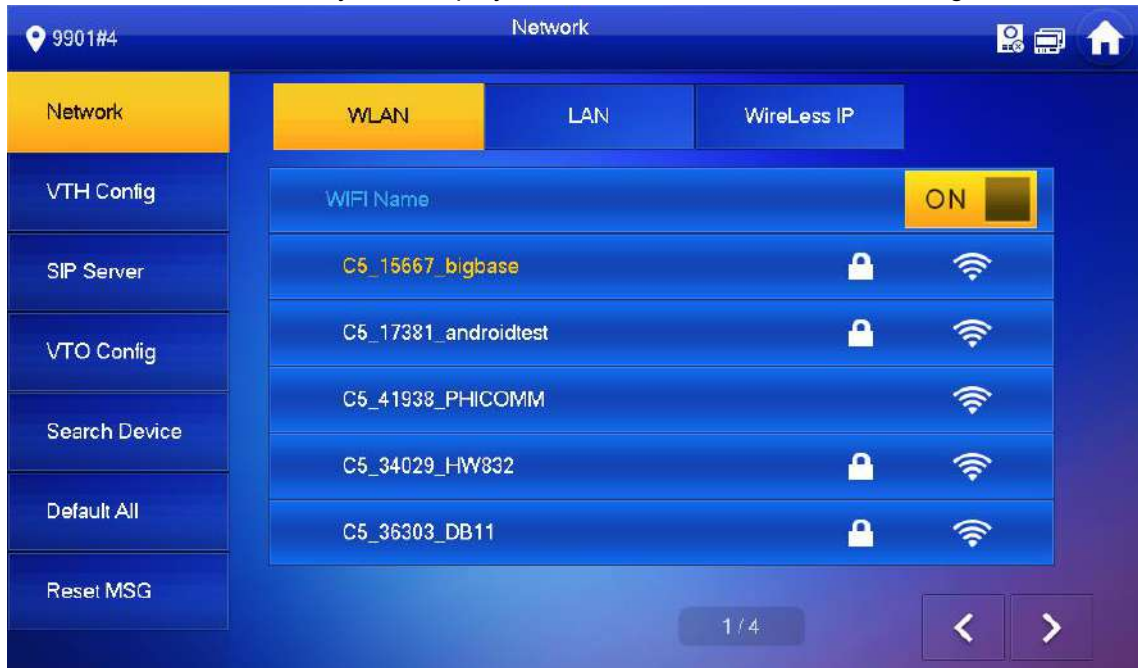 9901#4
Network
Network
WLAN
LAN
WireLess IP
VTH Config
WIFI Name
ON
SIP Server
C5_15667_bigbase
VTO Config
C5_17381_androidtest
C5_41938_PHICOMM
Search Device
C5_34029_HW832
Default All
C5_36303_DB11
Reset MSG
1/4